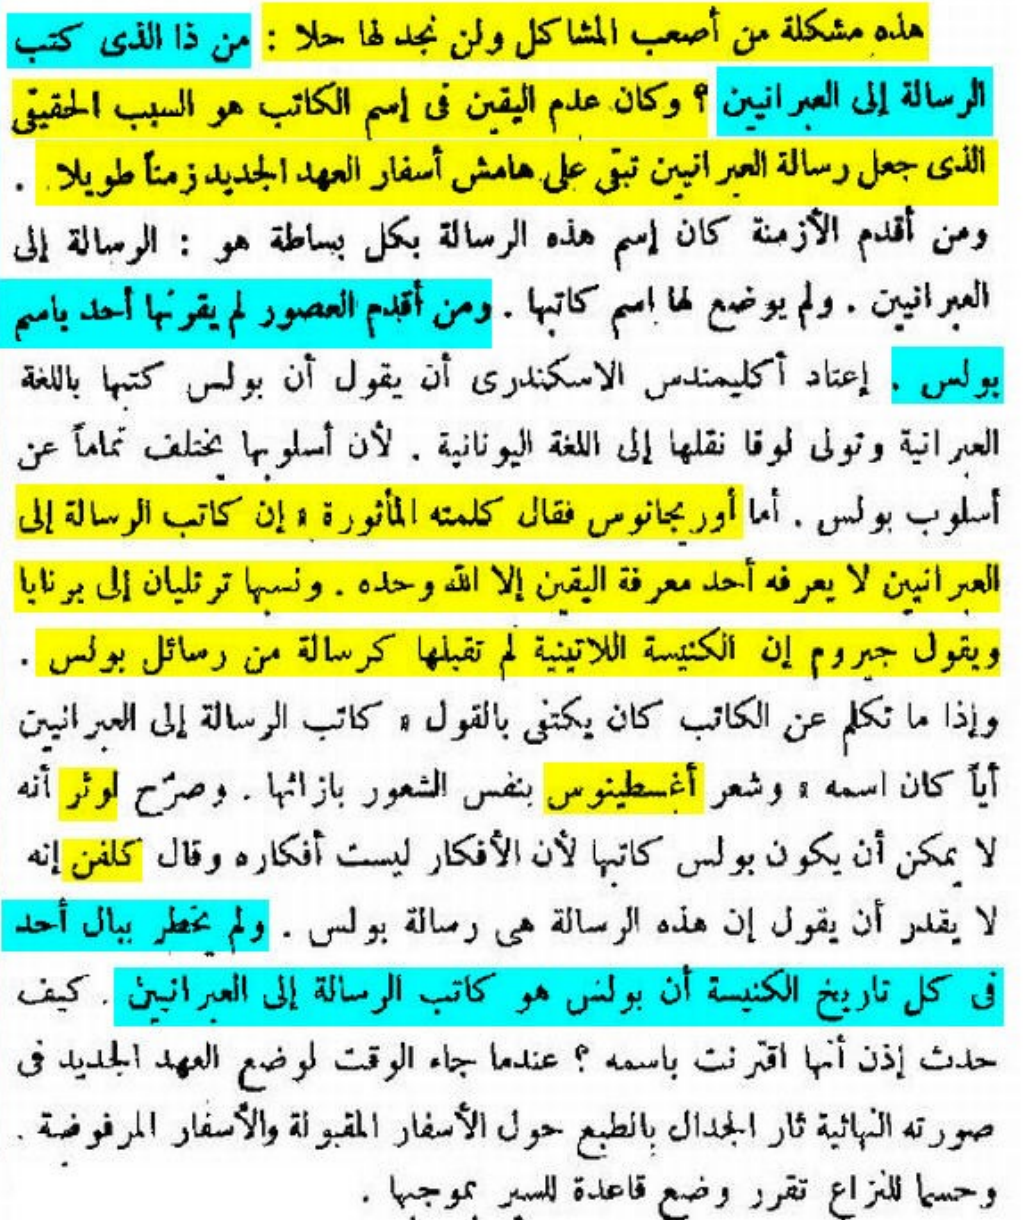 هذه مشكلة من أصعب المشاكل ولن نجد لها حلا : من ذا الذى كتب
الرسالة إلى العبرانيين ؟ وكان عدم اليقين فى إسم الكاتب هو السبب الحقيقى
الذى جعل رسالة العبرانيين تبقى على هامش أسفار العهد الجديد زمناً طويلا .
ومن أقدم الأزمنة كان إسم هذه الرسالة بكل بساطة هو : الرسالة إلى
العبرانيين . ولم يوضع لها اسم كاتبها . ومن أقدم العصور لم يقرنها أحد باسم
بولس . إعتاد أكليمندس الاسكندرى أن يقول أن بولس كتبها باللغة
العبرانية وتولى لوقا نقلها إلى اللغة اليونانية . لأن أسلوبها يختلف تماماً عن
أسلوب بولس . أما أوريجانوس فقال كلمته المأثورة « إن كاتب الرسالة إلى
العبرانيين لا يعرفه أحد معرفة اليقين إلا الله وحده . ونسبها ترتليان إلى برنابا
ويقول جيروم إن الكنيسة اللاتينية لم تقبلها كرسالة من رسائل بولس .
وإذا ما تكلم عن الكاتب كان يكتفى بالقول « كاتب الرسالة إلى العبرانيين
أياً كان اسمه » وشعر أغسطينوس بنفس الشعور بازائها . وصرّح لوثر أنه
لا يمكن أن يكون بولس كاتبها لأن الأفكار ليست أفكاره وقال كلفن إنه
لا يقدر أن يقول إن هذه الرسالة هى رسالة بولس . ولم يخطر ببال أحد
فى كل تاريخ الكنيسة أن بولس هو كاتب الرسالة إلى العبرانيين . كيف
حدث إذن أنها اقترنت باسمه ؟ عندما جاء الوقت لوضع العهد الجديد فى
صورته النهائية ثار الجدال بالطبع حول الأسفار المقبولة والأسفار المرفوضة .
وحسما للنزاع تقرر وضع قاعدة للسير بموجبها .